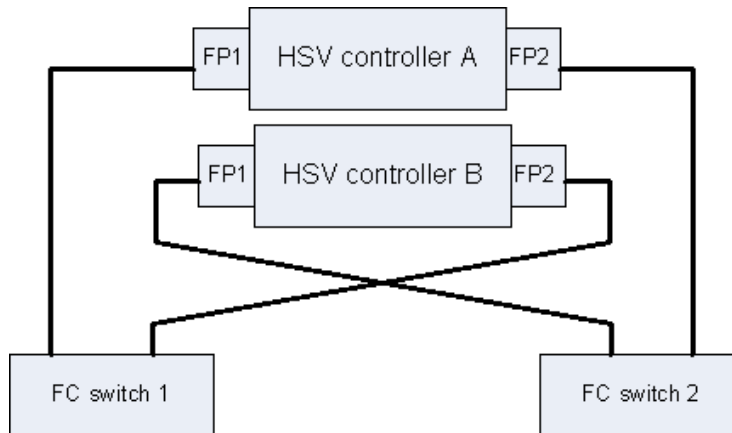 FP1
HSV controller A
FP2
FP1
HSV controller B
FP2
FC switch 1
FC switch 2